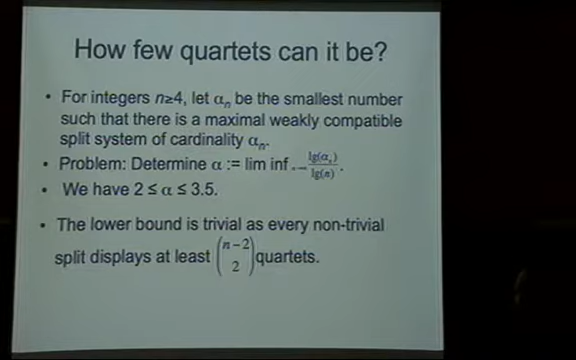 How few quartets can it be?
• For integers n≥4, let αn be the smallest number
such that there is a maximal weakly compatible
split system of cardinality αn.
• Problem: Determine α := lim inf lg(αn) / lg(n).
• We have 2 ≤ α ≤ 3.5.
• The lower bound is trivial as every non-trivial
split displays at least (n−2 2) quartets.